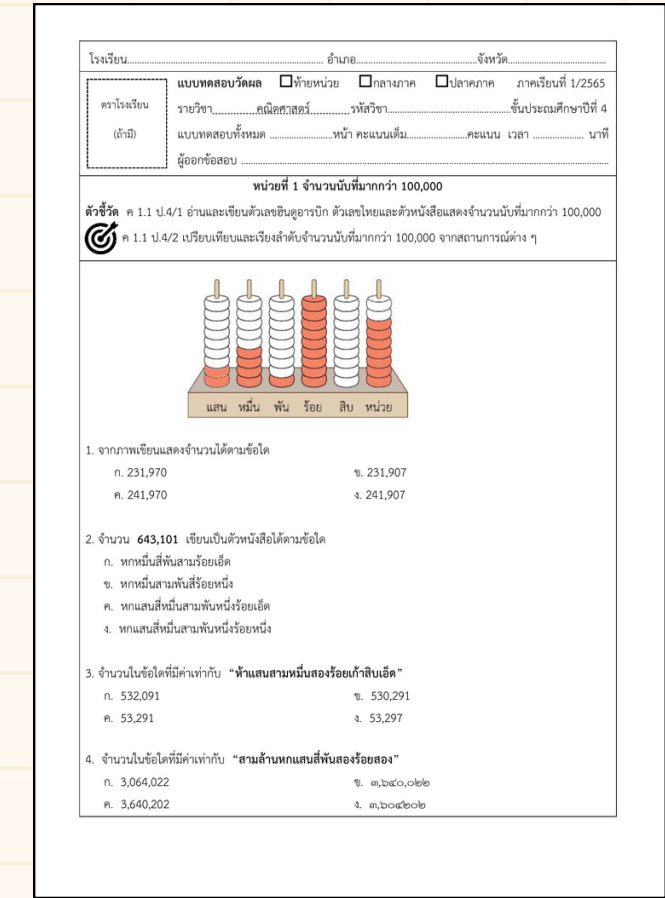 โรงเรียน.......................................................................... อำเภอ..............................................จังหวัด......................................
แบบทดสอบวัดผล ☐ท้ายหน่วย ☐กลางภาค ☐ปลาคภาค ภาคเรียนที่ 1/2565
ตราโรงเรียน
(ถ้ามี)
รายวิชา................คณิตศาสตร์...............รหัสวิชา...............................................ชั้นประถมศึกษาปีที่ 4
แบบทดสอบทั้งหมด ........................หน้า คะแนนเต็ม.......................คะแนน เวลา .................... นาที
ผู้ออกข้อสอบ ..............................................................................................................................................
หน่วยที่ 1 จำนวนนับที่มากกว่า 100,000
ตัวชี้วัด ค 1.1 ป.4/1 อ่านและเขียนตัวเลขฮินดูอารบิก ตัวเลขไทยและตัวหนังสือแสดงจำนวนนับที่มากกว่า 100,000
ค 1.1 ป.4/2 เปรียบเทียบและเรียงลำดับจำนวนนับที่มากกว่า 100,000 จากสถานการณ์ต่าง ๆ
แสน หมื่น พัน ร้อย สิบ หน่วย
1. จากภาพเขียนแสดงจำนวนได้ตามข้อใด
ก. 231,970 ข. 231,907
ค. 241,970 ง. 241,907
2. จำนวน 643,101 เขียนเป็นตัวหนังสือได้ตามข้อใด
ก. หกหมื่นสี่พันสามร้อยเอ็ด
ข. หกหมื่นสามพันสี่ร้อยหนึ่ง
ค. หกแสนสี่หมื่นสามพันหนึ่งร้อยเอ็ด
ง. หกแสนสี่หมื่นสามพันหนึ่งร้อยหนึ่ง
3. จำนวนในข้อใดที่มีค่าเท่ากับ “ห้าแสนสามหมื่นสองร้อยเก้าสิบเอ็ด”
ก. 532,091 ข. 530,291
ค. 53,291 ง. 53,297
4. จำนวนในข้อใดที่มีค่าเท่ากับ “สามล้านหกแสนสี่พันสองร้อยสอง”
ก. 3,064,022 ข. ๓,๖๔๐,๐๒๒
ค. 3,640,202 ง. ๓,๖๐๔๒๐๒